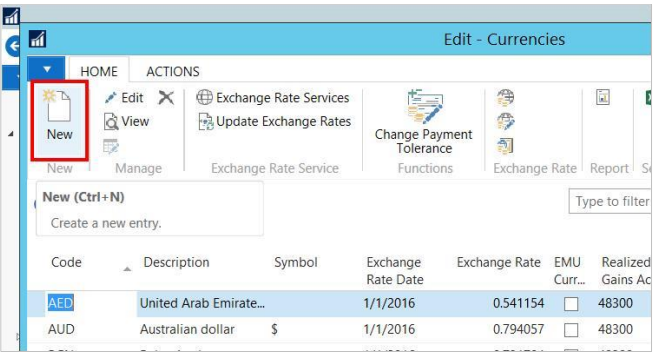 Edit - Currencies
HOME ACTIONS
New
Edit
View
Exchange Rate Services
Update Exchange Rates
Change Payment
Tolerance
New Manage Exchange Rate Service Functions Exchange Rate Report
New (Ctrl+N)
Create a new entry.
Type to filter
Code Description Symbol Exchange
Rate Date Exchange Rate EMU
Curr... Realized
Gains Ac
AED United Arab Emirate... 1/1/2016 0.541154 48300
AUD Australian dollar $ 1/1/2016 0.794057 48300